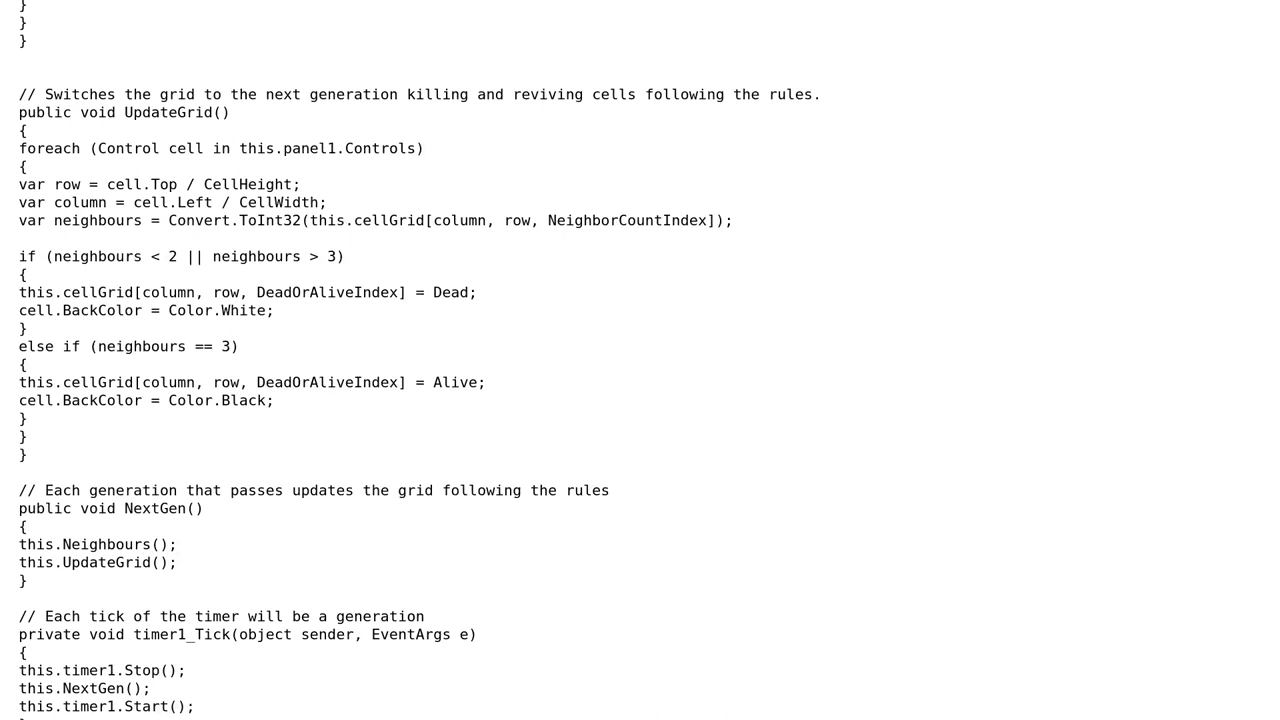 }
}
}
// Switches the grid to the next generation killing and reviving cells following the rules.
public void UpdateGrid()
{
foreach (Control cell in this.panel1.Controls)
{
var row = cell.Top / CellHeight;
var column = cell.Left / CellWidth;
var neighbours = Convert.ToInt32(this.cellGrid[column, row, NeighborCountIndex]);
if (neighbours < 2 || neighbours > 3)
{
this.cellGrid[column, row, DeadOrAliveIndex] = Dead;
cell.BackColor = Color.White;
}
else if (neighbours == 3)
{
this.cellGrid[column, row, DeadOrAliveIndex] = Alive;
cell.BackColor = Color.Black;
}
}
}
// Each generation that passes updates the grid following the rules
public void NextGen()
{
this.Neighbours();
this.UpdateGrid();
}
// Each tick of the timer will be a generation
private void timer1_Tick(object sender, EventArgs e)
{
this.timer1.Stop();
this.NextGen();
this.timer1.Start();
}